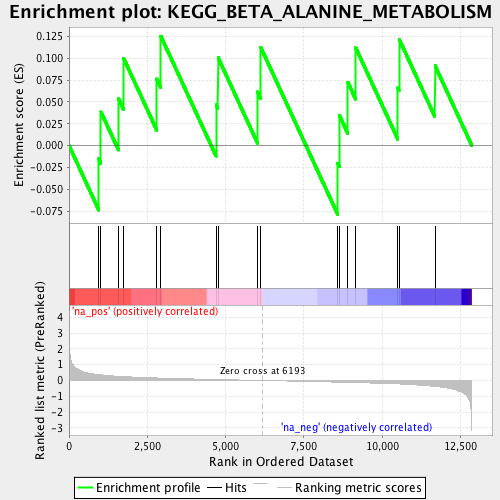 Enrichment plot: KEGG_BETA_ALANINE_METABOLISM
Enrichment score (ES)
0.125
0.100
0.075
0.050
0.025
0.000
-0.025
-0.050
-0.075
'na_pos' (positively correlated)
Ranked list metric (PreRanked)
4
3
2
1
0
-1
-2
-3
Zero cross at 6193
'na_neg' (negatively correlated)
0 2,500 5,000 7,500 10,000 12,500
Rank in Ordered Dataset
Enrichment profile Hits Ranking metric scores